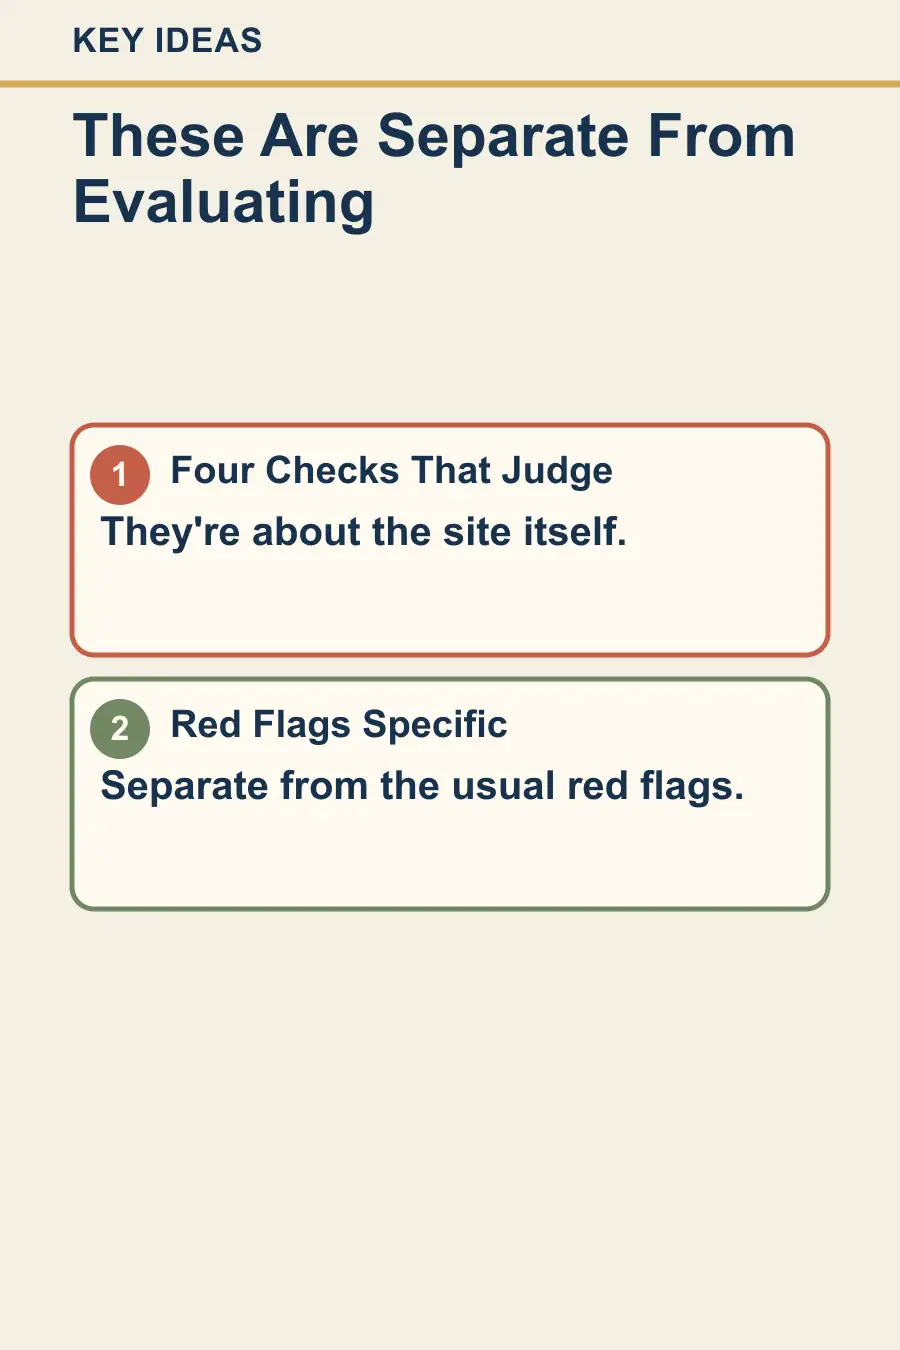 KEY IDEAS
These Are Separate From
Evaluating
1 Four Checks That Judge
They're about the site itself.
2 Red Flags Specific
Separate from the usual red flags.